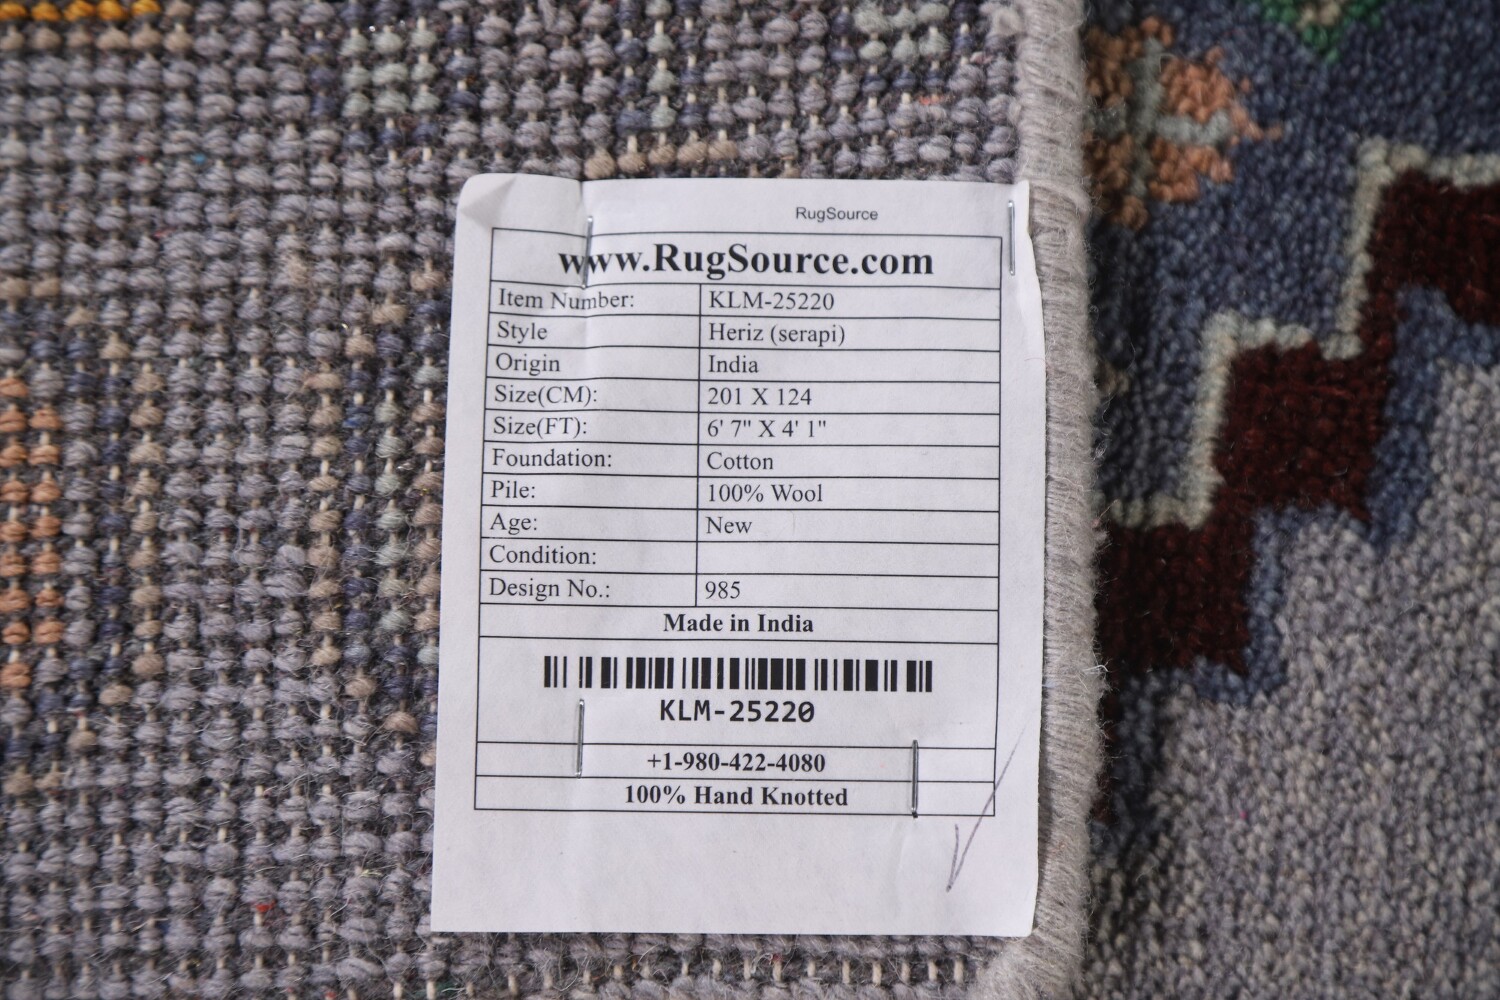 RugSource
www.RugSource.com
Item Number: KLM-25220
Style Heriz (serapi)
Origin India
Size(CM): 201 X 124
Size(FT): 6' 7" X 4' 1"
Foundation: Cotton
Pile: 100% Wool
Age: New
Condition:
Design No.: 985
Made in India
KLM-25220
+1-980-422-4080
100% Hand Knotted